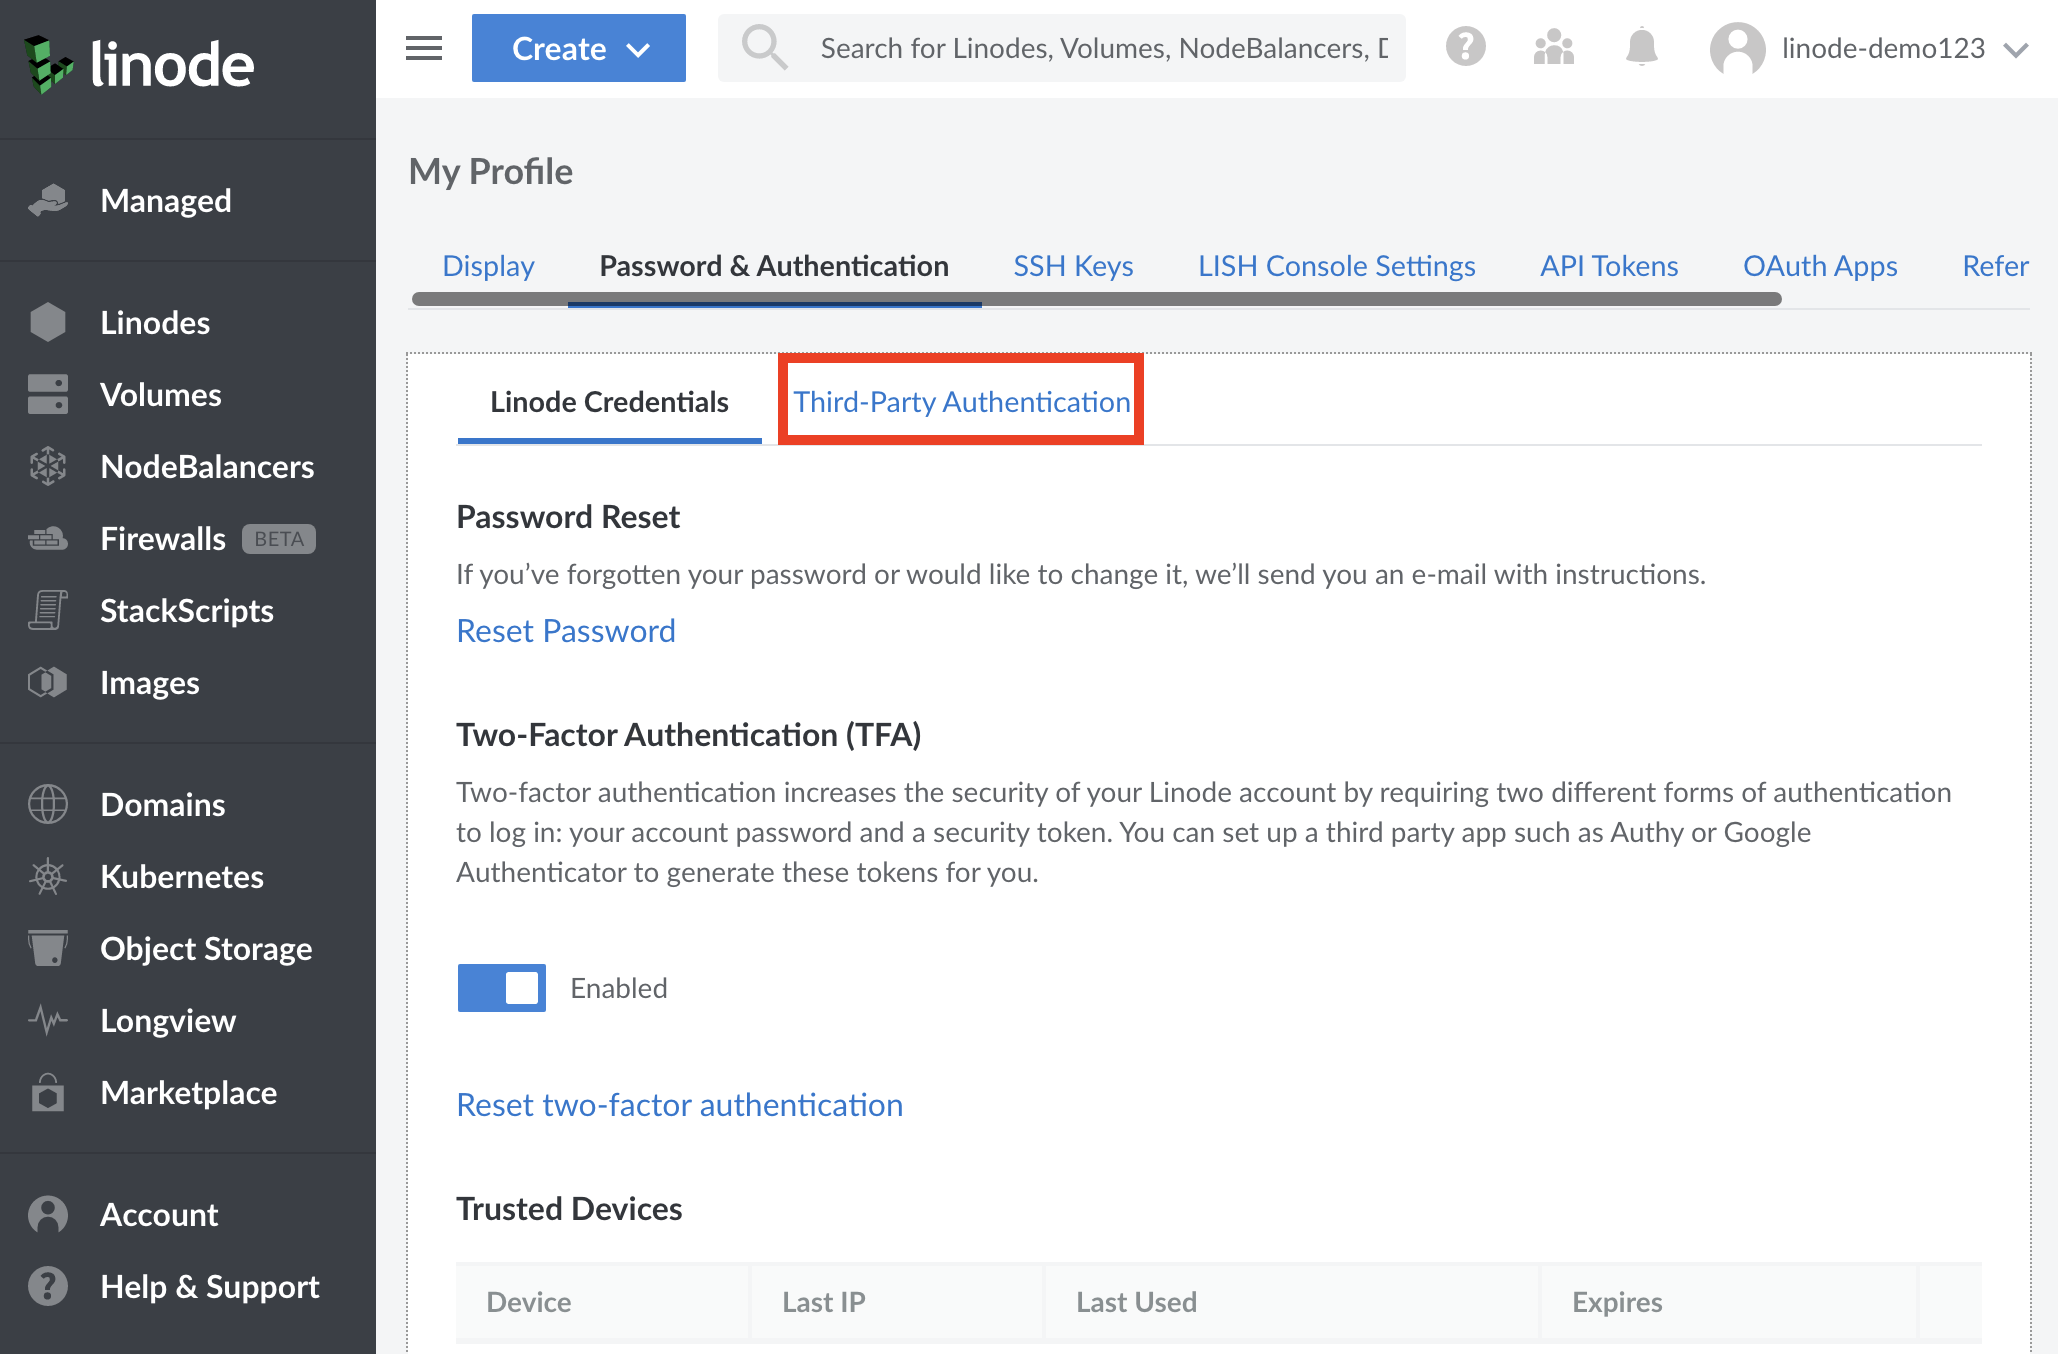 linode
Create
Search for Linodes, Volumes, NodeBalancers, D
linode-demo123
Managed
Linodes
Volumes
NodeBalancers
Firewalls BETA
StackScripts
Images
Domains
Kubernetes
Object Storage
Longview
Marketplace
Account
Help & Support
My Profile
Display
Password & Authentication
SSH Keys
LISH Console Settings
API Tokens
OAuth Apps
Refer
Linode Credentials
Third-Party Authentication
Password Reset
If you’ve forgotten your password or would like to change it, we’ll send you an e-mail with instructions.
Reset Password
Two-Factor Authentication (TFA)
Two-factor authentication increases the security of your Linode account by requiring two different forms of authentication
to log in: your account password and a security token. You can set up a third party app such as Authy or Google
Authenticator to generate these tokens for you.
Enabled
Reset two-factor authentication
Trusted Devices
Device
Last IP
Last Used
Expires